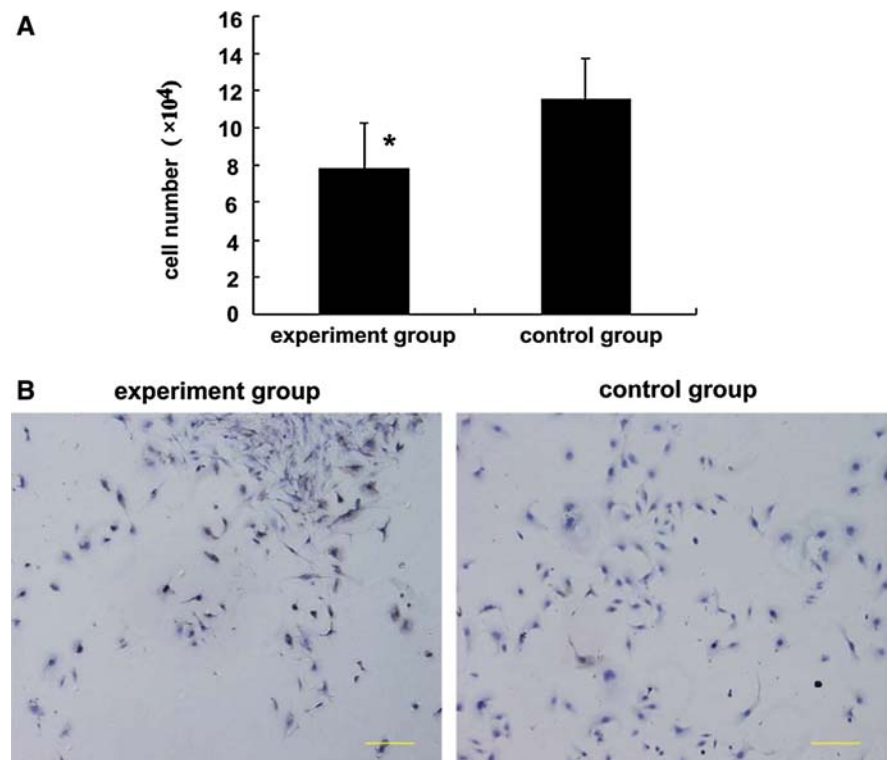 A
cell number ( ×10⁴)
16
14
12
10
8
6
4
2
0
*
experiment group
control group
B
experiment group
control group